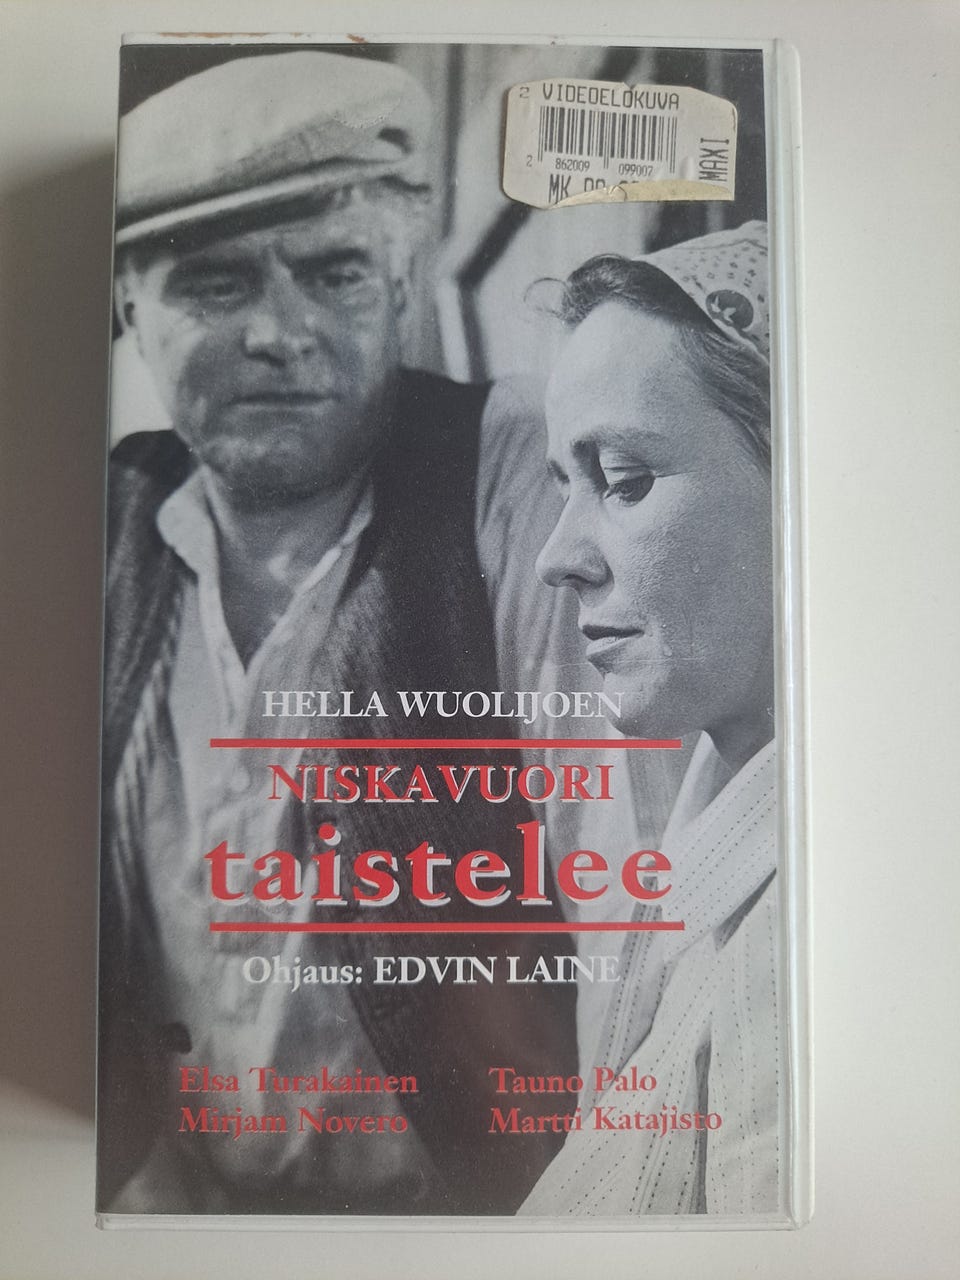 2 VIDEOELOKUVA
MAXI
2 862009 099007
MK
HELLA WUOLIJOEN
NISKAVUORI
taistelee
Ohjaus: EDVIN LAINE
Elsa Turakainen Tauno Palo
Mirjam Novero Martti Katajisto